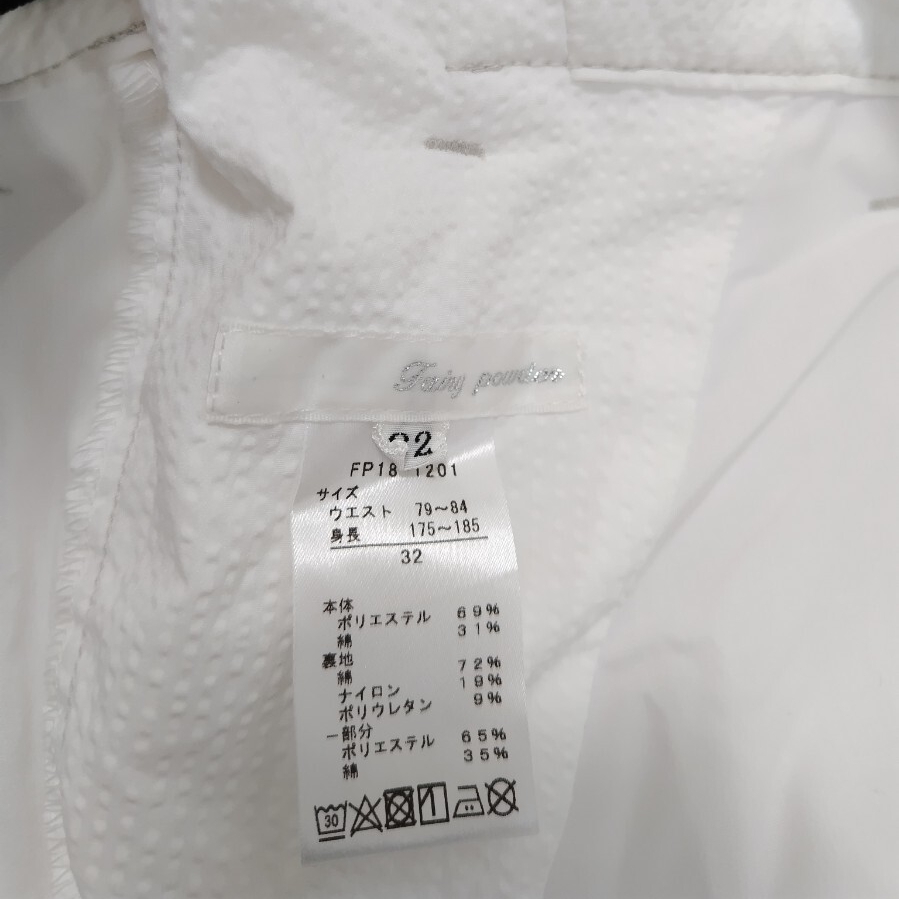 Fairy powder
32
FP18 1201
サイズ
ウエスト 79～84
身長 175～185
32
本体
ポリエステル 69%
綿 31%
裏地
綿 72%
ナイロン 19%
ポリウレタン 9%
一部分
ポリエステル 65%
綿 35%
30